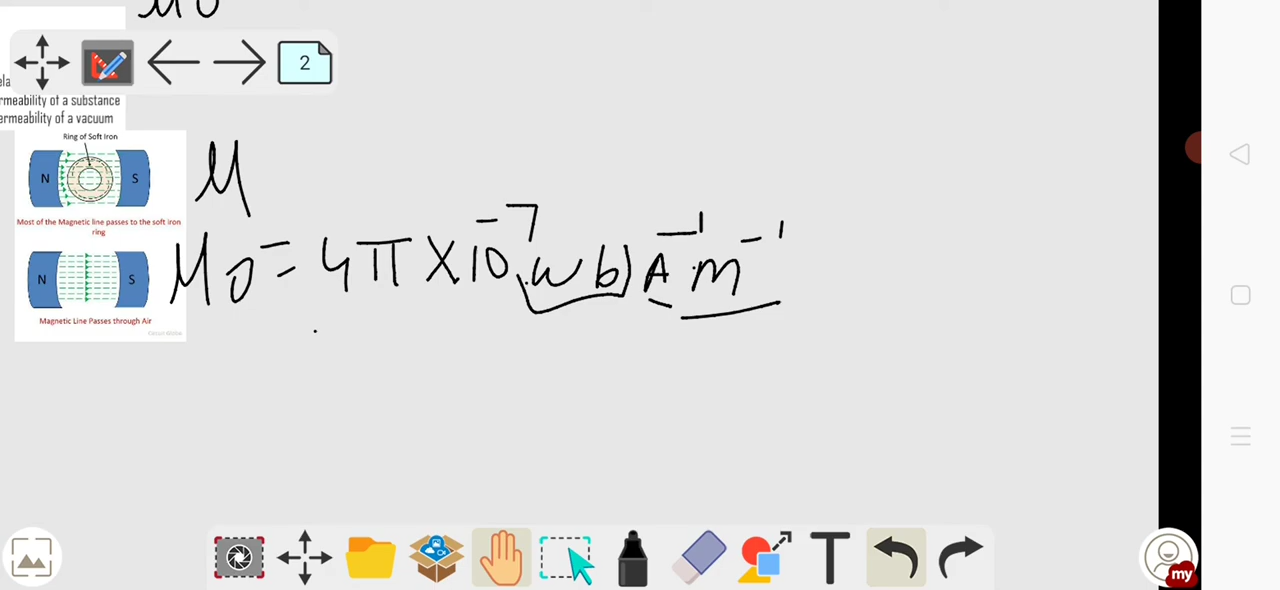 μ0
2
ela
rmeability of a substance
ermeability of a vacuum
Ring of Soft Iron
N S
Most of the Magnetic line passes to the soft iron
ring
N S
Magnetic Line Passes through Air
μ
μ0 = 4π×10⁻⁷ wb A⁻¹ m⁻¹
T
my